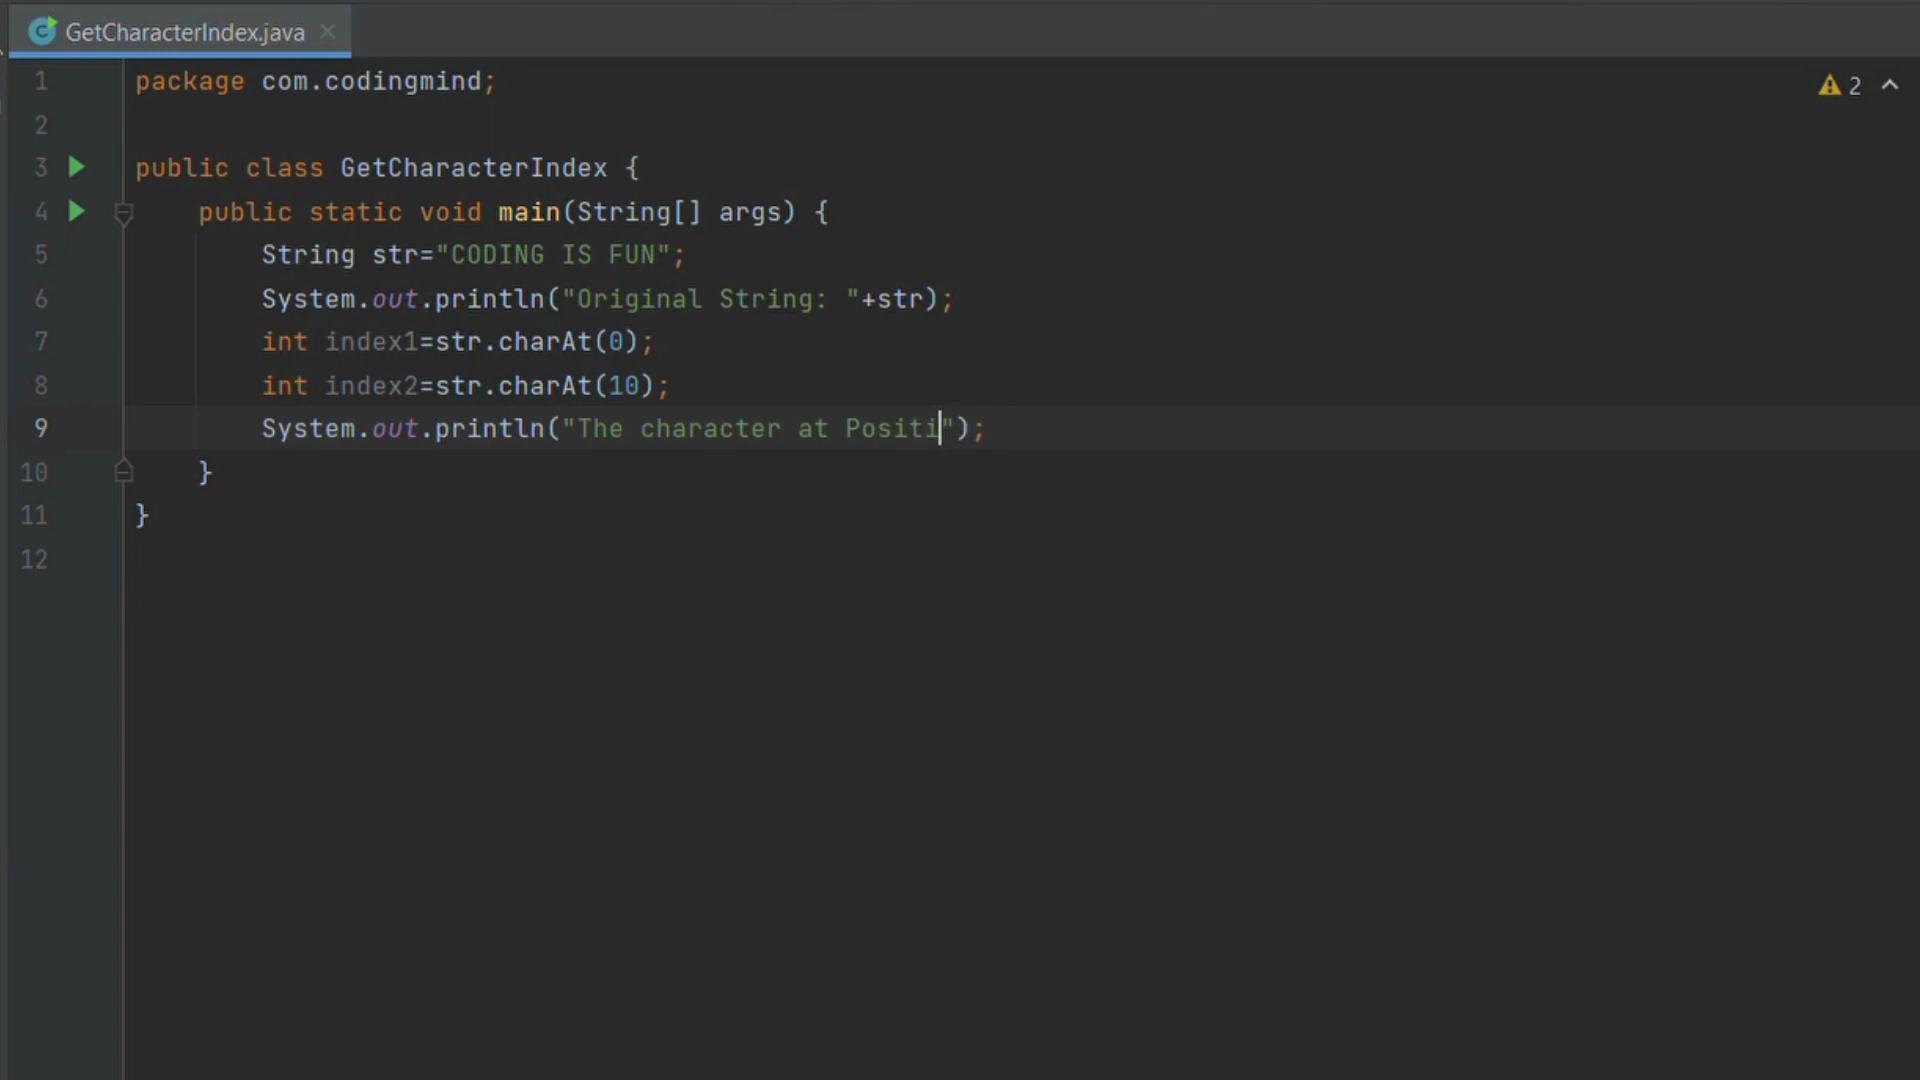 GetCharacterIndex.java
1 package com.codingmind;
2
2
3 public class GetCharacterIndex {
4 public static void main(String[] args) {
5 String str="CODING IS FUN";
6 System.out.println("Original String: "+str);
7 int index1=str.charAt(0);
8 int index2=str.charAt(10);
9 System.out.println("The character at Positi");
10 }
11 }
12